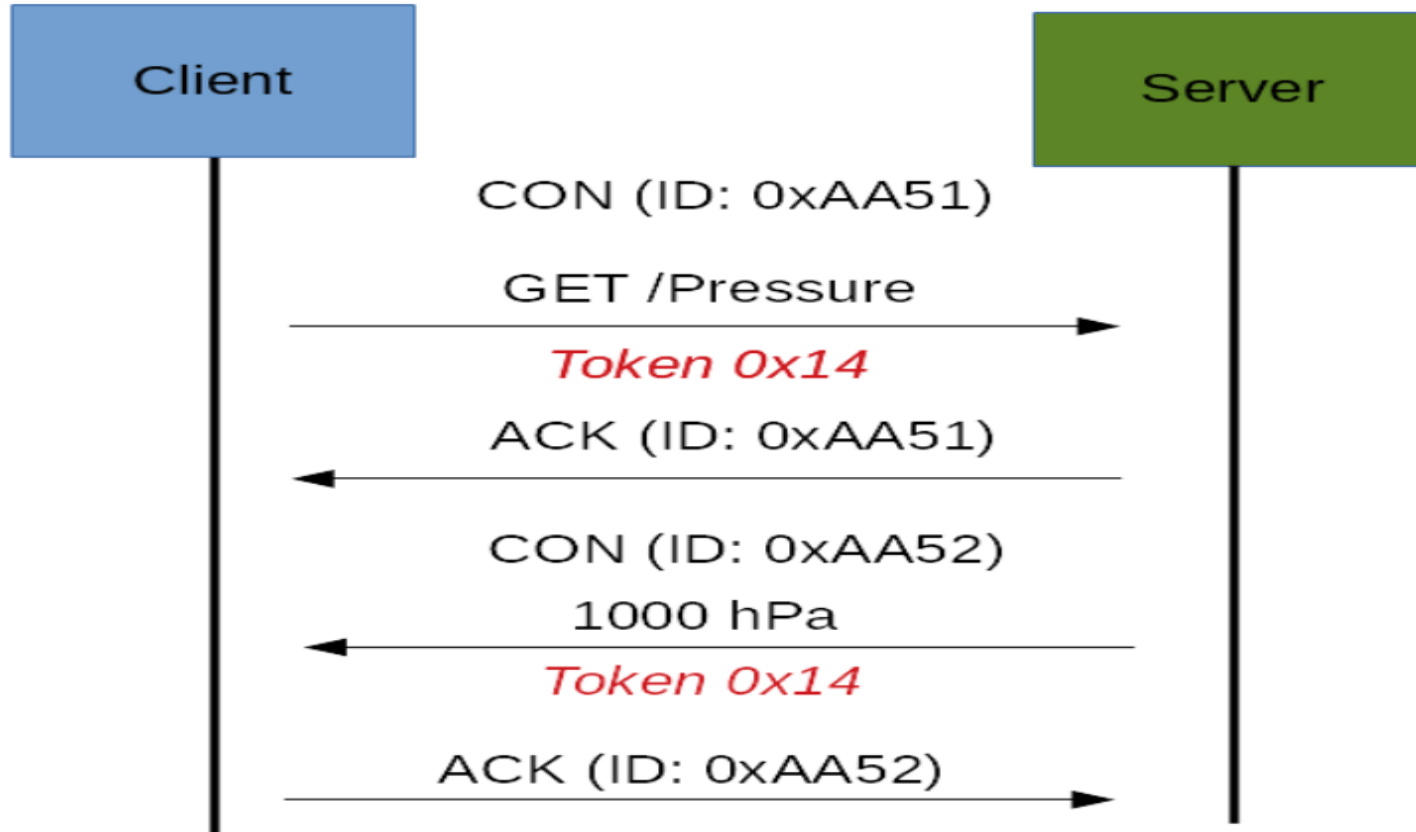 Client
Server
CON (ID: 0xAA51)
GET /Pressure
Token 0x14
ACK (ID: 0xAA51)
CON (ID: 0xAA52)
1000 hPa
Token 0x14
ACK (ID: 0xAA52)